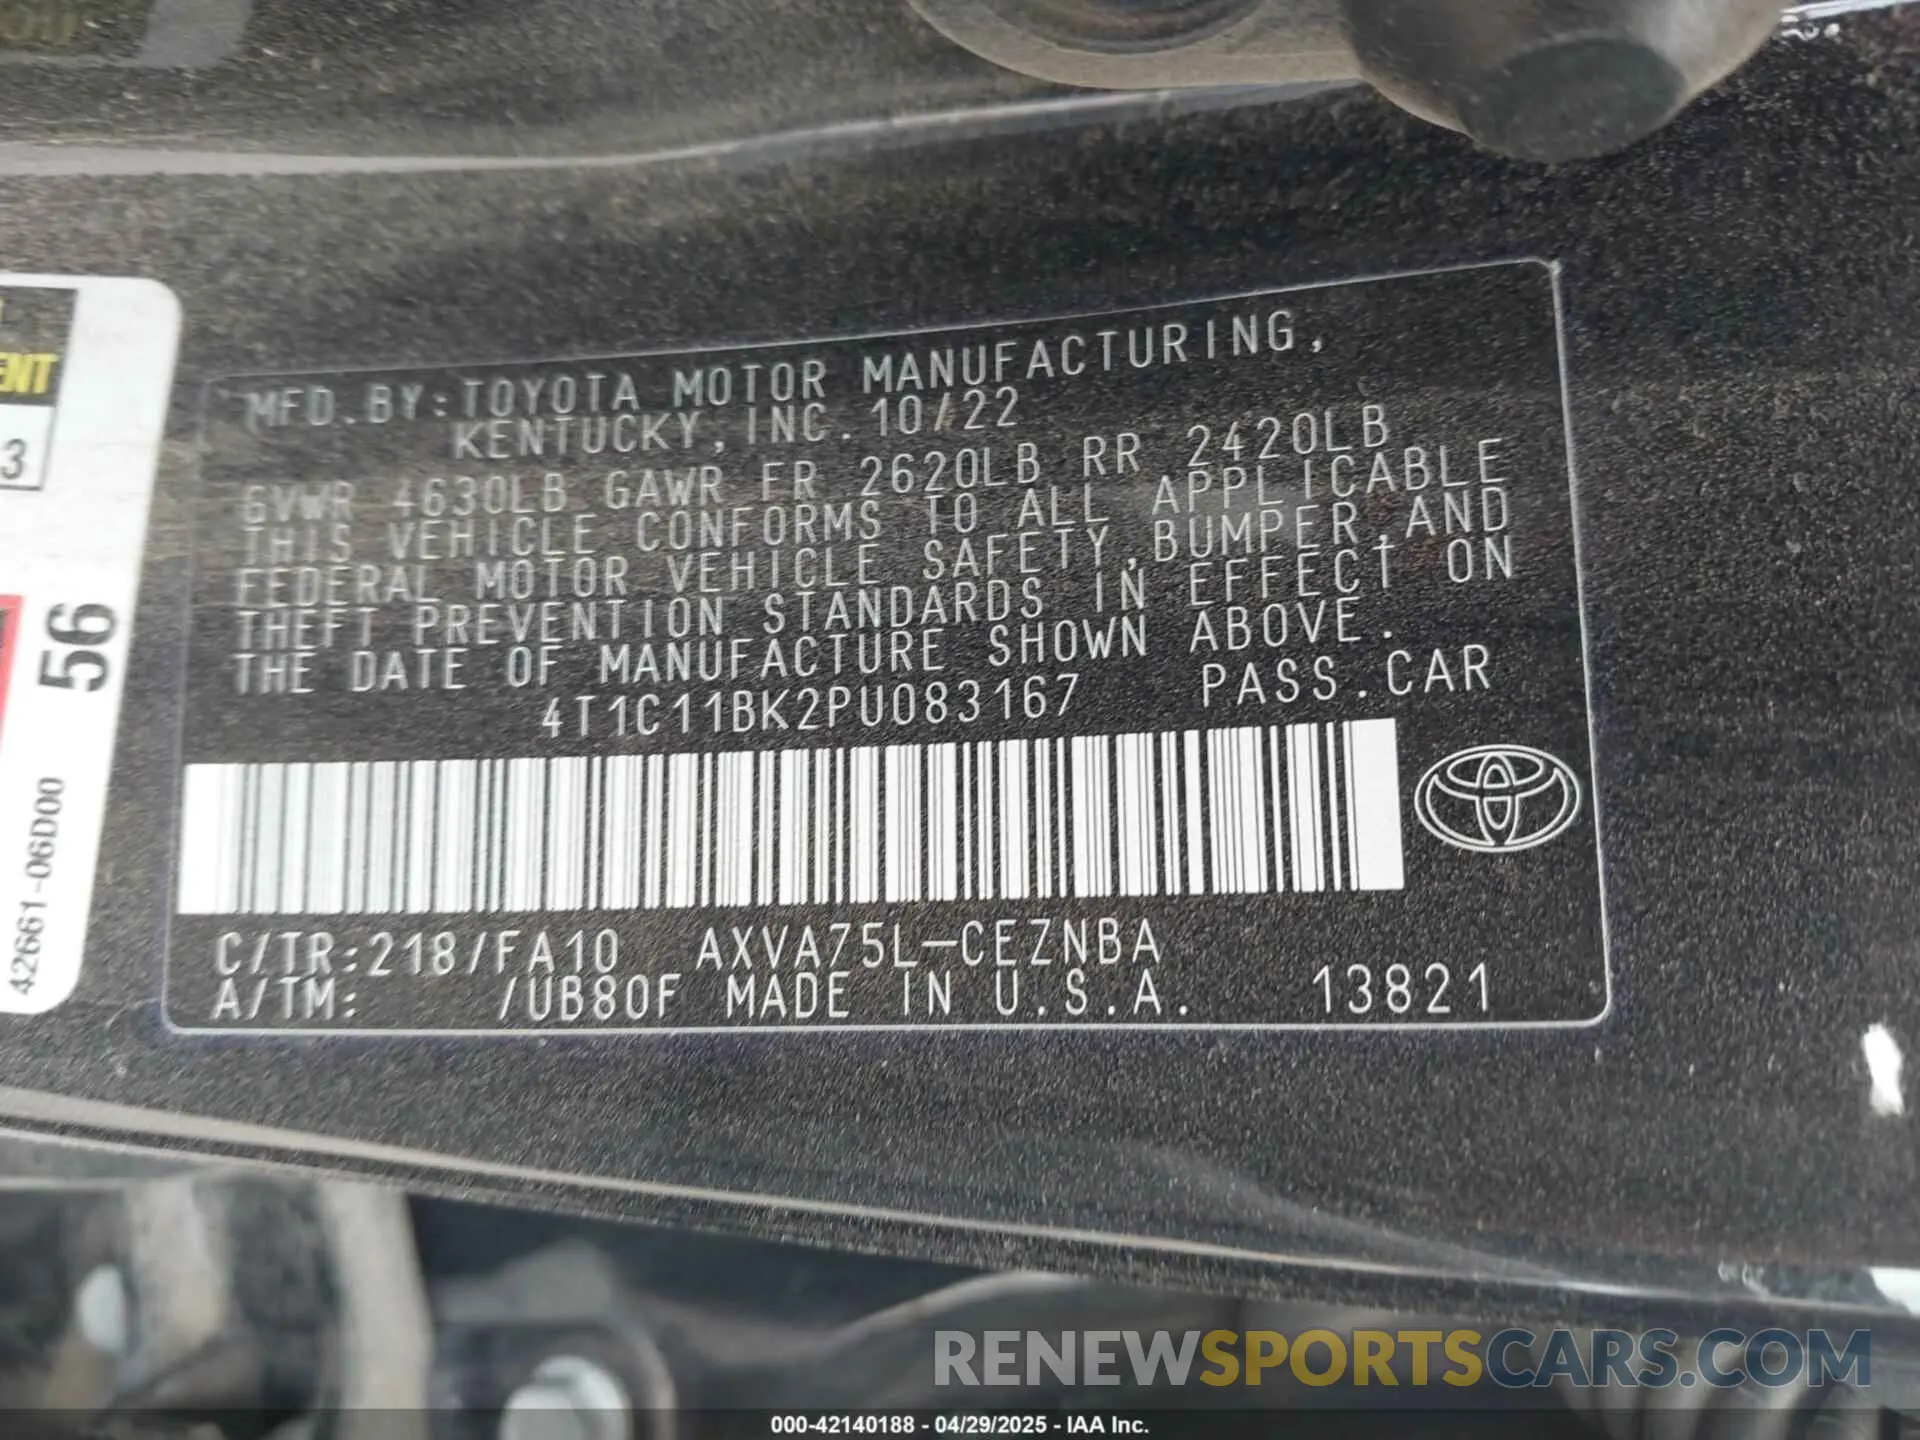 ENT
3
56
42661-06D00
MFD.BY:TOYOTA MOTOR MANUFACTURING,
KENTUCKY, INC. 10/22
GVWR 4630LB GAWR FR 2620LB RR 2420LB
THIS VEHICLE CONFORMS TO ALL APPLICABLE
FEDERAL MOTOR VEHICLE SAFETY,BUMPER,AND
THEFT PREVENTION STANDARDS IN EFFECT ON
THE DATE OF MANUFACTURE SHOWN ABOVE.
4T1C11BK2PU083167 PASS.CAR
C/TR:218/FA10 AXVA75L-CEZNBA
A/TM: /UB80F MADE IN U.S.A. 13821
RENEWSPORTSCARS.COM
000-42140188 - 04/29/2025 - IAA Inc.